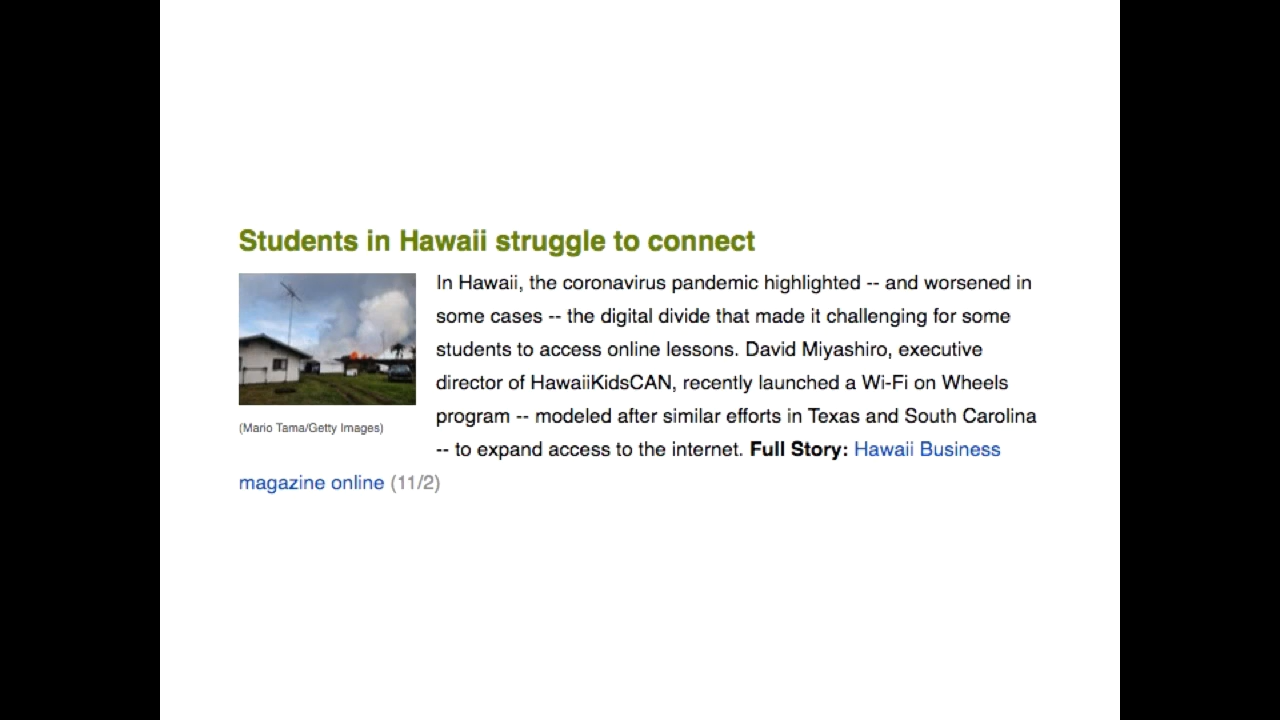 Students in Hawaii struggle to connect
In Hawaii, the coronavirus pandemic highlighted -- and worsened in
some cases -- the digital divide that made it challenging for some
students to access online lessons. David Miyashiro, executive
director of HawaiiKidsCAN, recently launched a Wi-Fi on Wheels
program -- modeled after similar efforts in Texas and South Carolina
(Mario Tama/Getty Images)
-- to expand access to the internet. Full Story: Hawaii Business
magazine online (11/2)